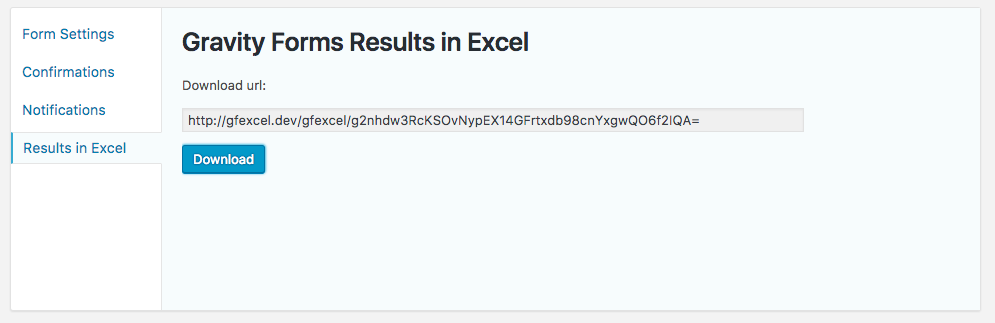 Form Settings
Confirmations
Notifications
Results in Excel
Gravity Forms Results in Excel
Download url:
http://gfexcel.dev/gfexcel/g2nhdw3RcKSOvNypEX14GFrtxdb98cnYxgwQO6f2IQA=
Download